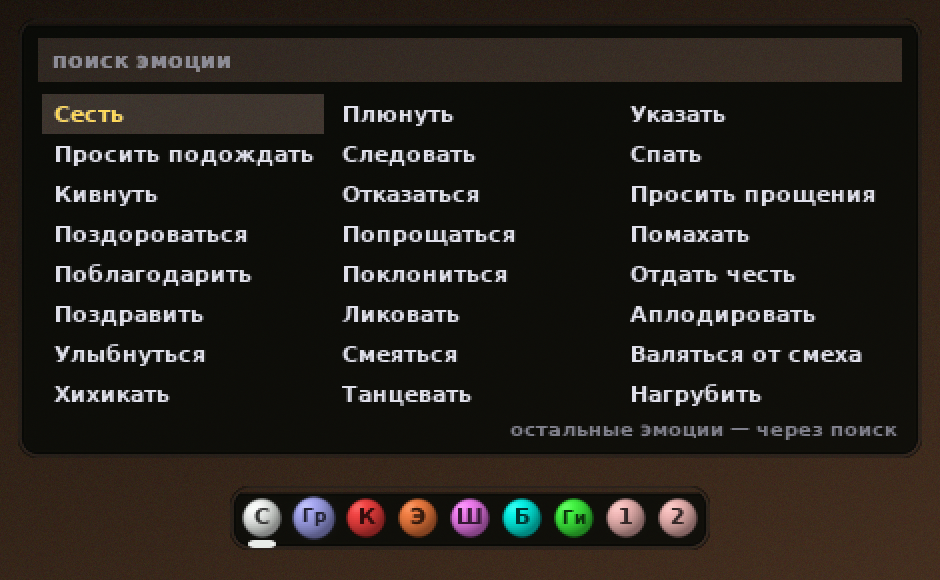 поиск эмоции
Сесть Плюнуть Указать
Просить подождать Следовать Спать
Кивнуть Отказаться Просить прощения
Поздороваться Попрощаться Помахать
Поблагодарить Поклониться Отдать честь
Поздравить Ликовать Аплодировать
Улыбнуться Смеяться Валяться от смеха
Хихикать Танцевать Нагрубить
остальные эмоции — через поиск
С Гр К Э Ш Б Ги 1 2